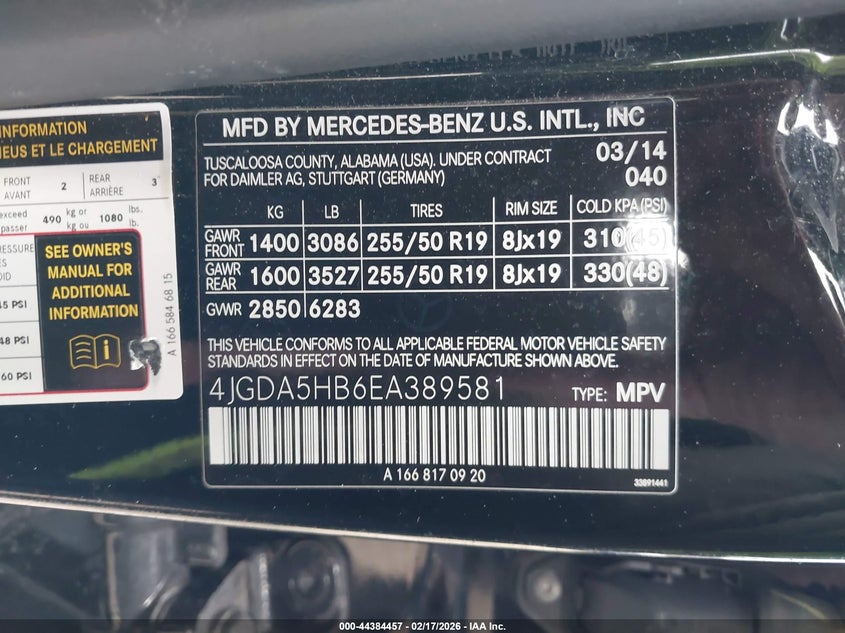 INFORMATION
NEUS ET LE CHARGEMENT
FRONT AVANT 2 REAR ARRIÈRE 3
exceed passer 490 kg or kg ou 1080 lbs. lb.
SEE OWNER'S
MANUAL FOR
ADDITIONAL
INFORMATION
45 PSI
48 PSI
60 PSI
A 166 584 68 15
MFD BY MERCEDES-BENZ U.S. INTL., INC
TUSCALOOSA COUNTY, ALABAMA (USA). UNDER CONTRACT 03/14
FOR DAIMLER AG, STUTTGART (GERMANY) 040
KG LB TIRES RIM SIZE COLD KPA (PSI)
GAWR FRONT 1400 3086 255/50 R19 8Jx19 310(45)
GAWR REAR 1600 3527 255/50 R19 8Jx19 330(48)
GVWR 2850 6283
THIS VEHICLE CONFORMS TO ALL APPLICABLE FEDERAL MOTOR VEHICLE SAFETY
STANDARDS IN EFFECT ON THE DATE OF MANUFACTURE SHOWN ABOVE.
4JGDA5HB6EA389581 TYPE: MPV
A 166 817 09 20
33891441
000-44384457 - 02/17/2026 - IAA Inc.